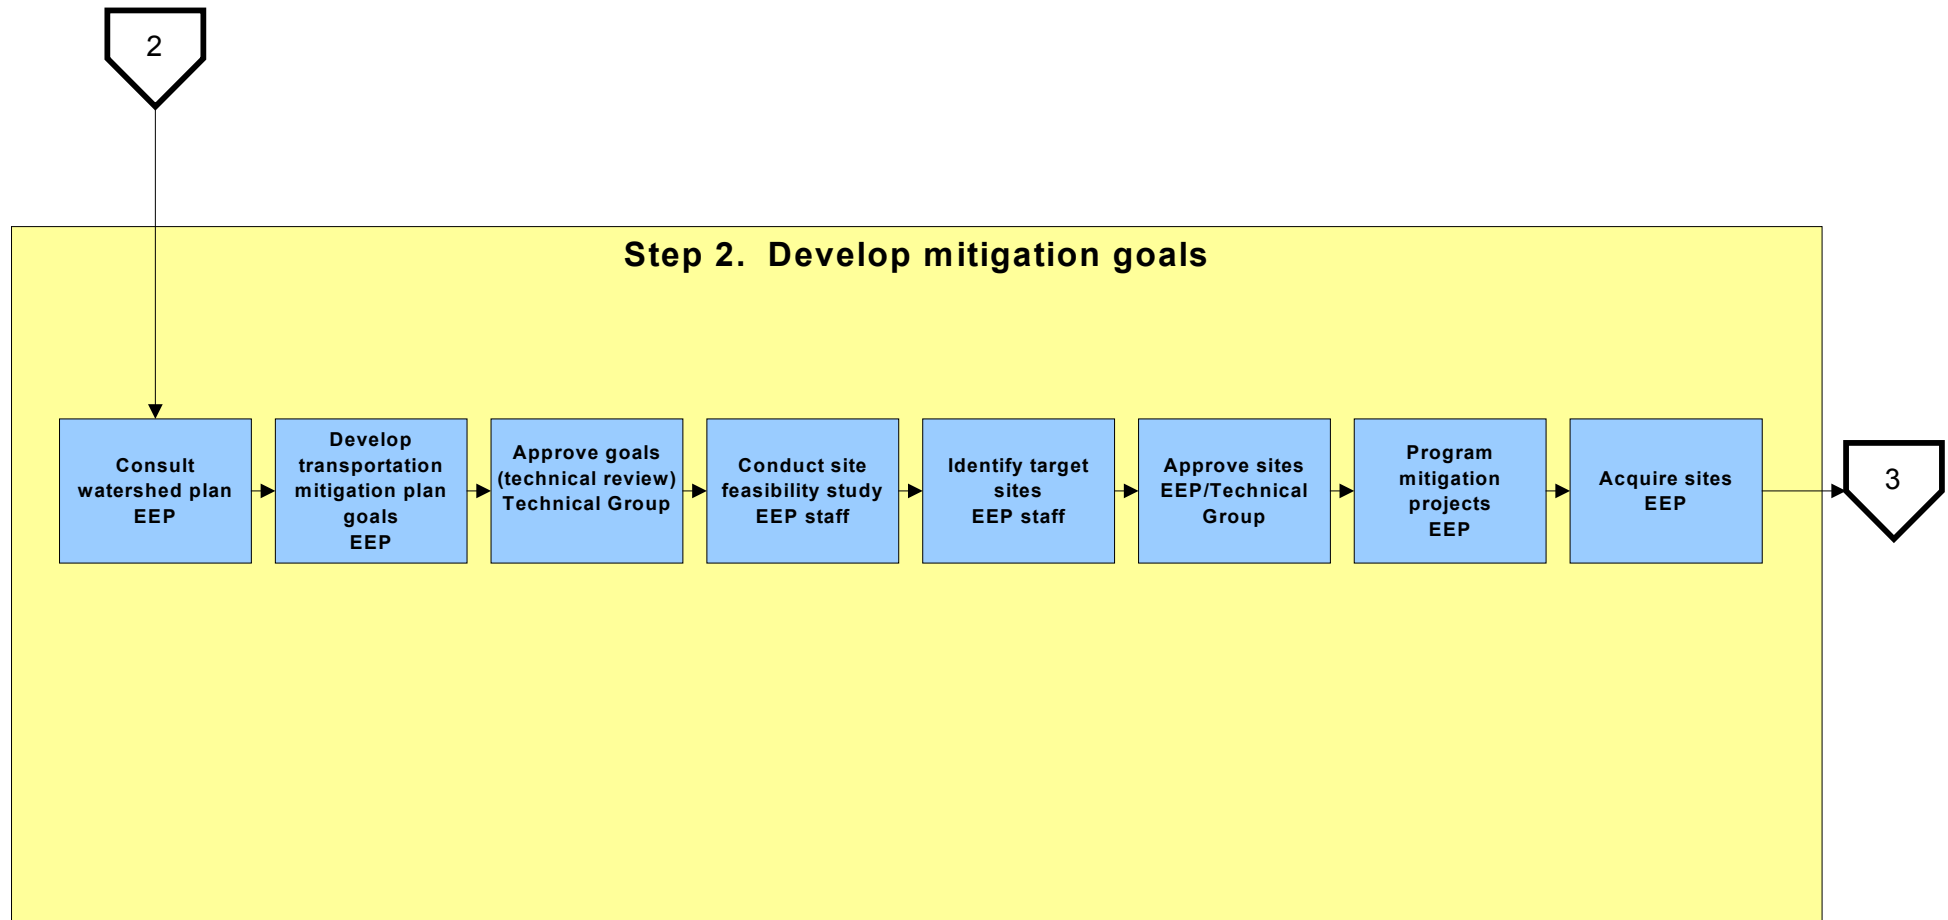 2
Step 2. Develop mitigation goals
Consult
watershed plan
EEP
Develop
transportation
mitigation plan
goals
EEP
Approve goals
(technical review)
Technical Group
Conduct site
feasibility study
EEP staff
Identify target
sites
EEP staff
Approve sites
EEP/Technical
Group
Program
mitigation
projects
EEP
Acquire sites
EEP
3